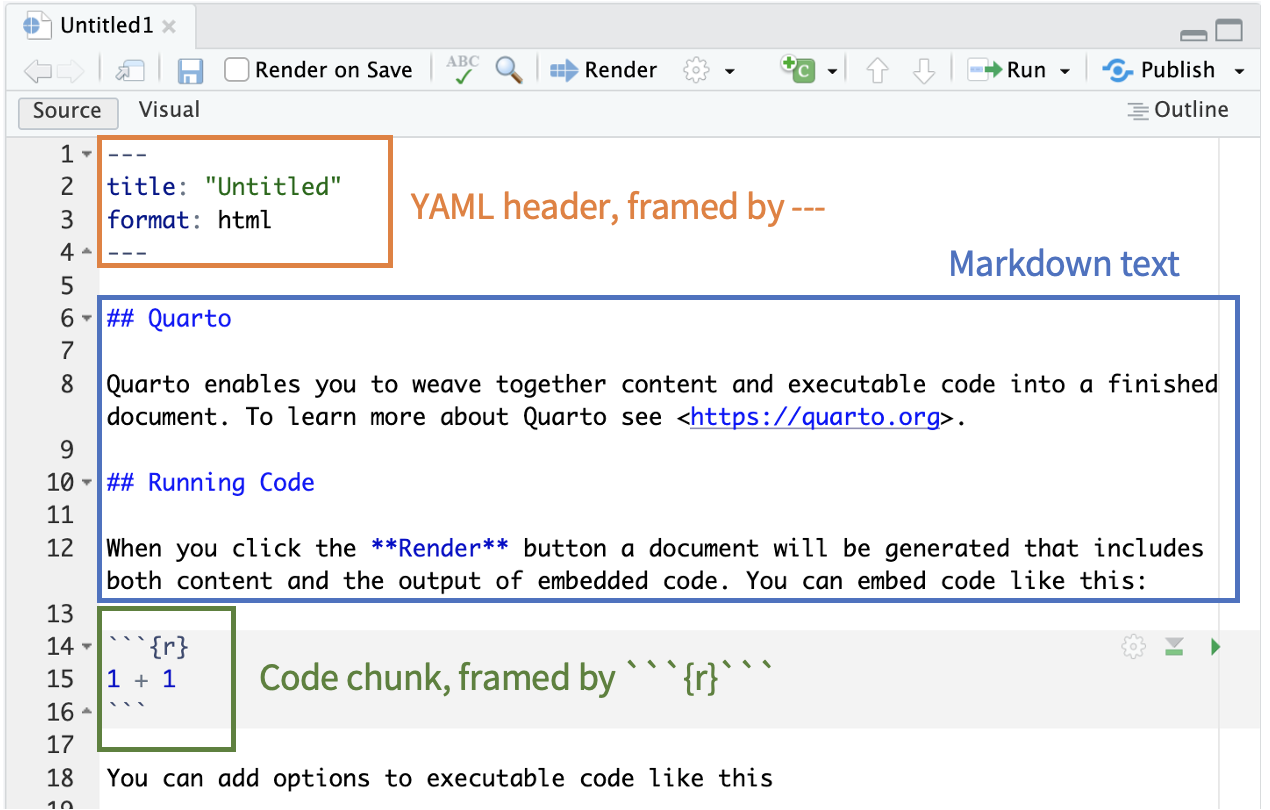 Untitled1
Render on Save ABC Render C Run Publish
Source Visual Outline
1 ---
2 title: "Untitled"
YAML header, framed by ---
3 format: html
4 ---
Markdown text
5
6 ## Quarto
7
8 Quarto enables you to weave together content and executable code into a finished
document. To learn more about Quarto see <https://quarto.org>.
9
10 ## Running Code
11
12 When you click the **Render** button a document will be generated that includes
both content and the output of embedded code. You can embed code like this:
13
14 ```{r}
15 1 + 1
Code chunk, framed by ```{r}```
16 ```
17
18 You can add options to executable code like this
19